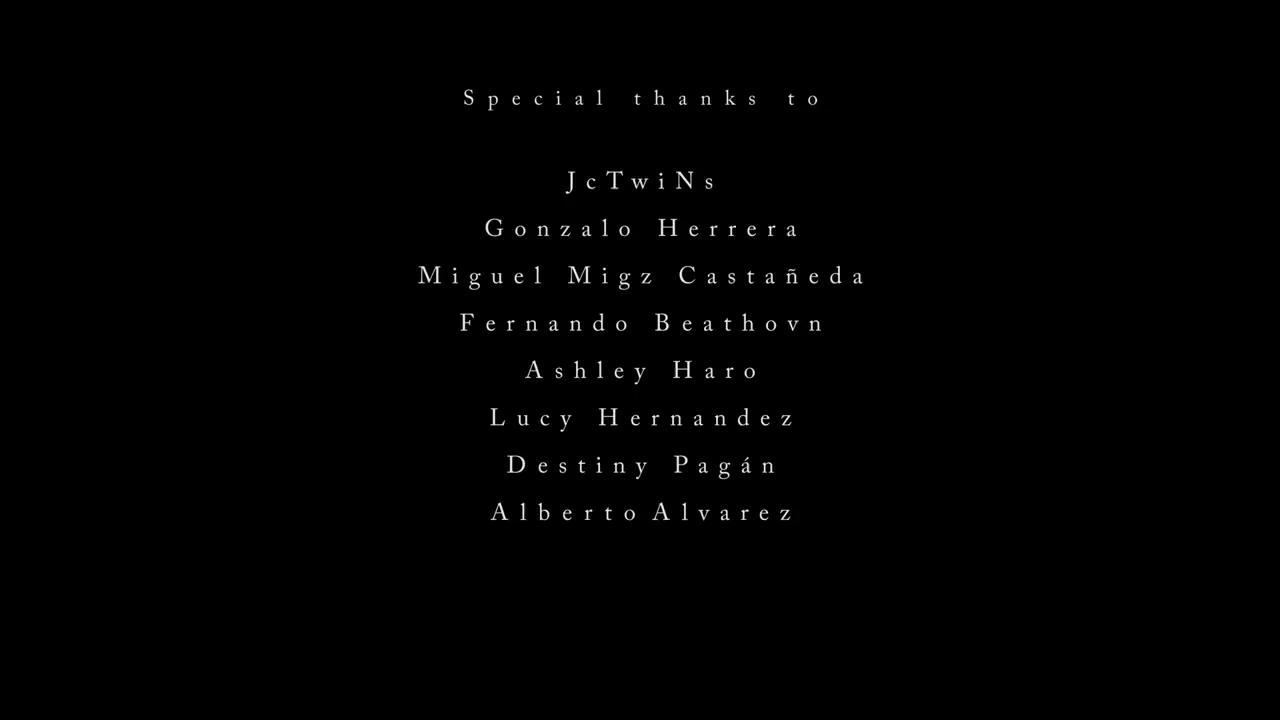 Special thanks to
JcTwiNs
Gonzalo Herrera
Miguel Migz Castañeda
Fernando Beathovn
Ashley Haro
Lucy Hernandez
Destiny Pagán
Alberto Alvarez